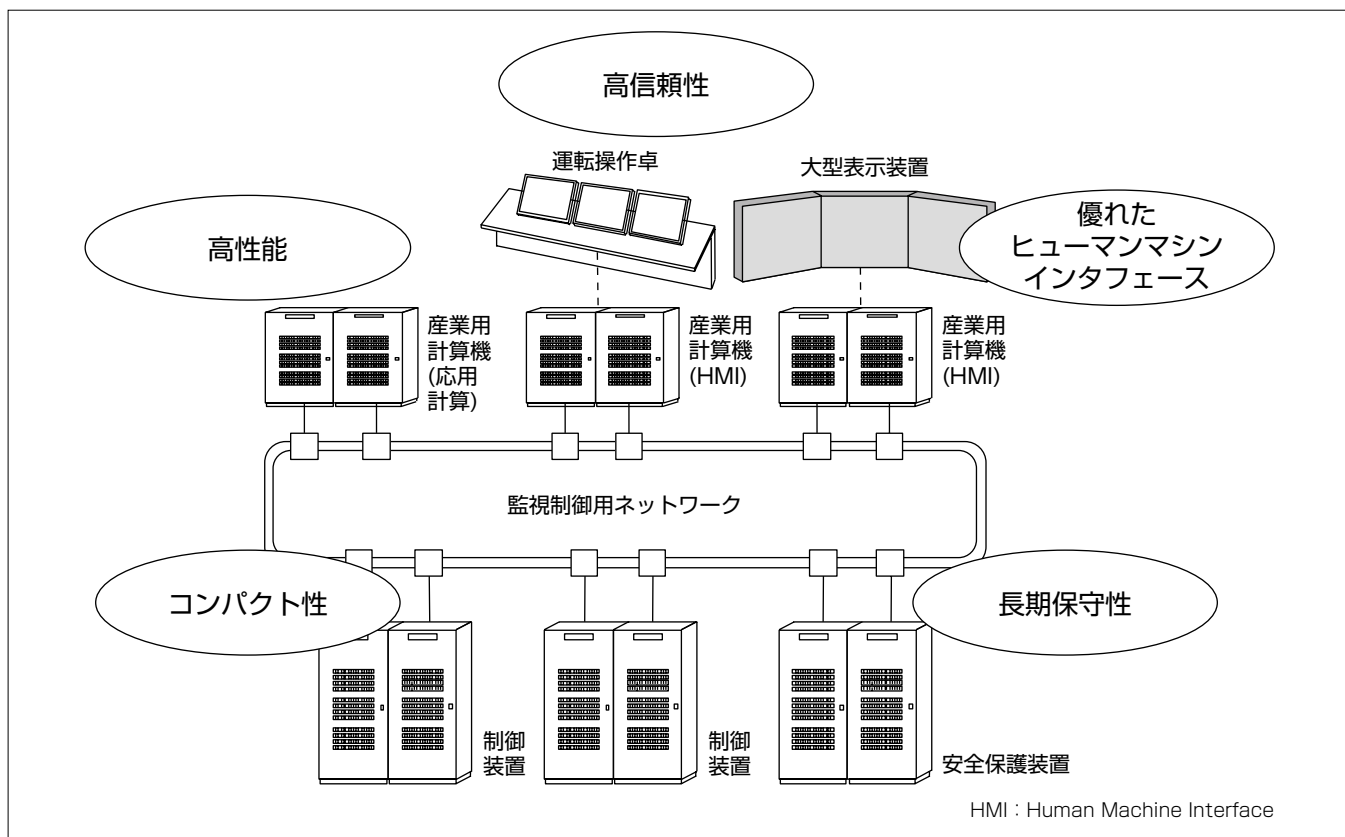 高信頼性
運転操作卓
大型表示装置
高性能
優れた
ヒューマンマシン
インタフェース
産業用
計算機
(応用
計算)
産業用
計算機
(HMI)
産業用
計算機
(HMI)
監視制御用ネットワーク
コンパクト性
長期保守性
制御
装置
制御
装置
安全保護装置
HMI：Human Machine Interface